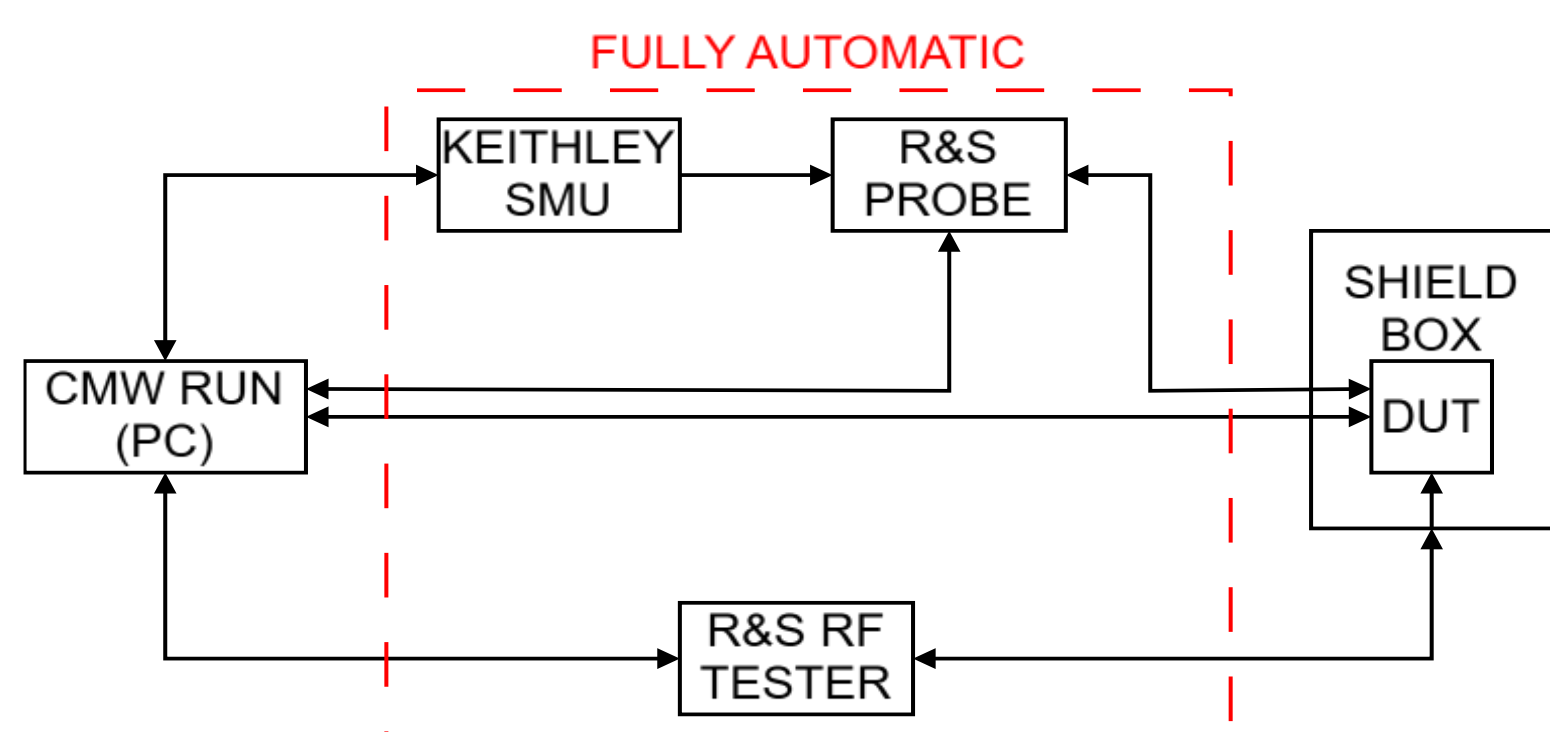 FULLY AUTOMATIC
KEITHLEY
SMU
R&S
PROBE
SHIELD
BOX
CMW RUN
(PC)
DUT
R&S RF
TESTER